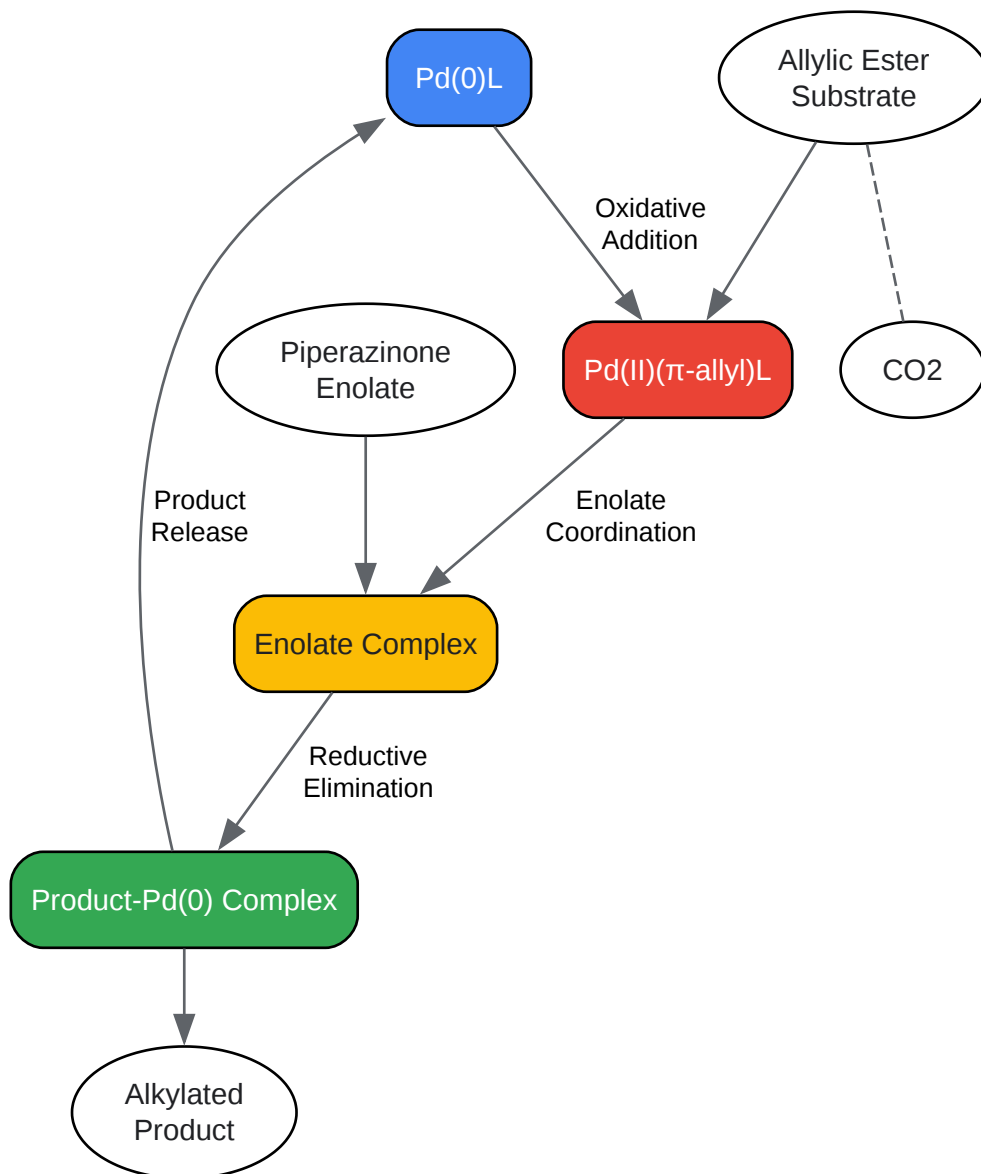 Pd(0)L
Allylic Ester
Substrate
Oxidative
Addition
Piperazinone
Enolate
Pd(II)(π-allyl)L
CO2
Product
Release
Enolate
Coordination
Enolate Complex
Reductive
Elimination
Product-Pd(0) Complex
Alkylated
Product